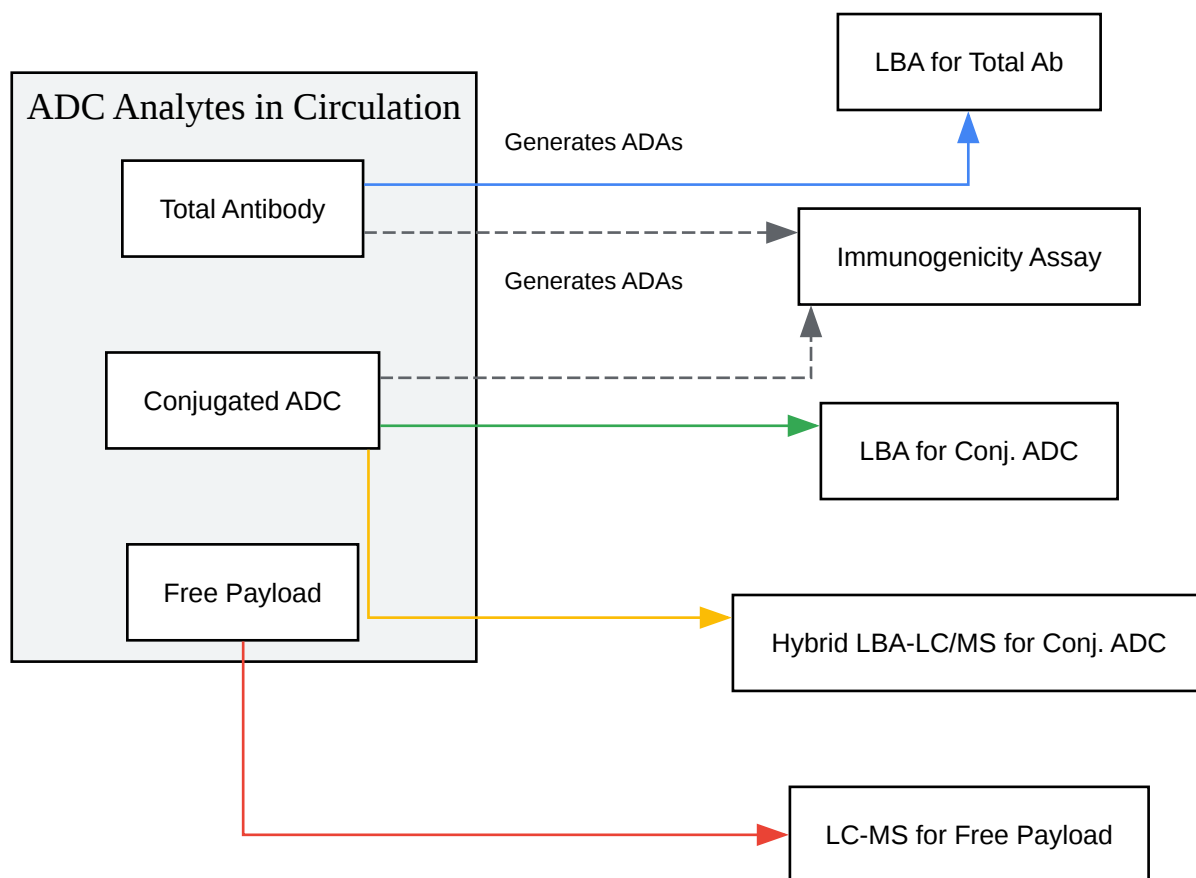 LBA for Total Ab
ADC Analytes in Circulation
Generates ADAs
Total Antibody
Immunogenicity Assay
Generates ADAs
Conjugated ADC
LBA for Conj. ADC
Free Payload
Hybrid LBA-LC/MS for Conj. ADC
LC-MS for Free Payload